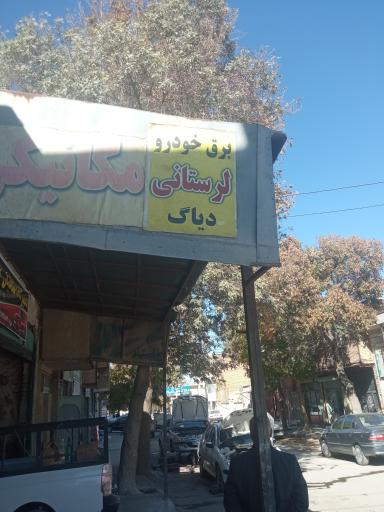 برق خودرو
لرستانی
دیاگ
مکانیکی